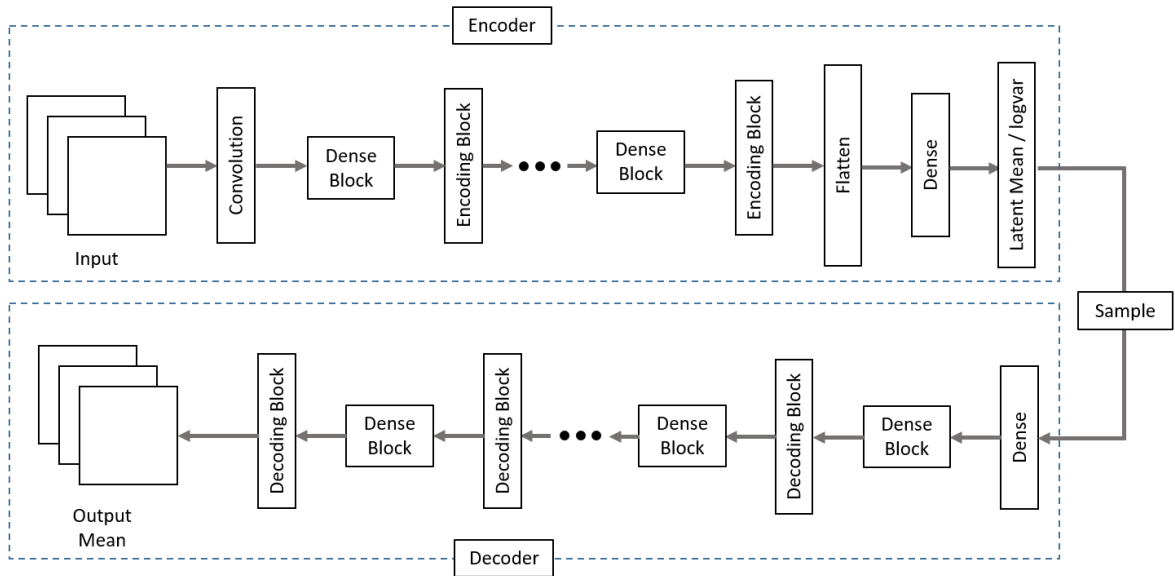 Encoder
Input
Convolution
Dense
Block
Encoding Block
Dense
Block
Encoding Block
Flatten
Dense
Latent Mean / logvar
Sample
Output
Mean
Decoding Block
Dense
Block
Decoding Block
Dense
Block
Decoding Block
Dense
Block
Dense
Decoder